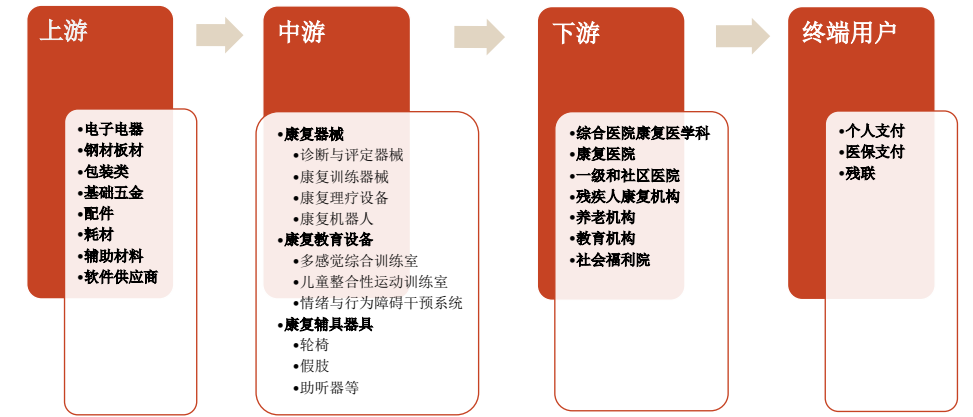 上游
•电子电器
•钢材板材
•包装类
•基础五金
•配件
•耗材
•辅助材料
•软件供应商
中游
•康复器械
•诊断与评定器械
•康复训练器械
•康复理疗设备
•康复机器人
•康复教育设备
•多感觉综合训练室
•儿童整合性运动训练室
•情绪与行为障碍干预系统
•康复辅具器具
•轮椅
•假肢
•助听器等
下游
•综合医院康复医学科
•康复医院
•一级和社区医院
•残疾人康复机构
•养老机构
•教育机构
•社会福利院
终端用户
•个人支付
•医保支付
•残联